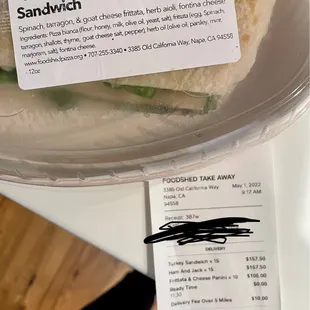 Sandwich
Spinach, tarragon, & goat cheese frittata, herb aioli, fontina cheese
Ingredients: Pizza bianca (flour, honey, milk, olive oil, yeast, salt), frittata (egg, Spinach,
tarragon, shallots, thyme, goat cheese salt, pepper), herb oil (olive oil, parsley, mint,
marjoram, salt), fontina cheese.
www.foodshedpizza.org • 707-255-3340 • 3385 Old California Way, Napa, CA 94558
-12oz
FOODSHED TAKE AWAY
3385 Old California Way May 1, 2022
Napa, CA 9:17 AM
94558
Receipt: 3B7w
DELIVERY
Turkey Sandwich × 15 $157.50
Ham And Jack × 15 $157.50
Frittata & Cheese Panini × 10 $105.00
Ready Time $0.00
11:30
Delivery Fee Over 5 Miles $10.00